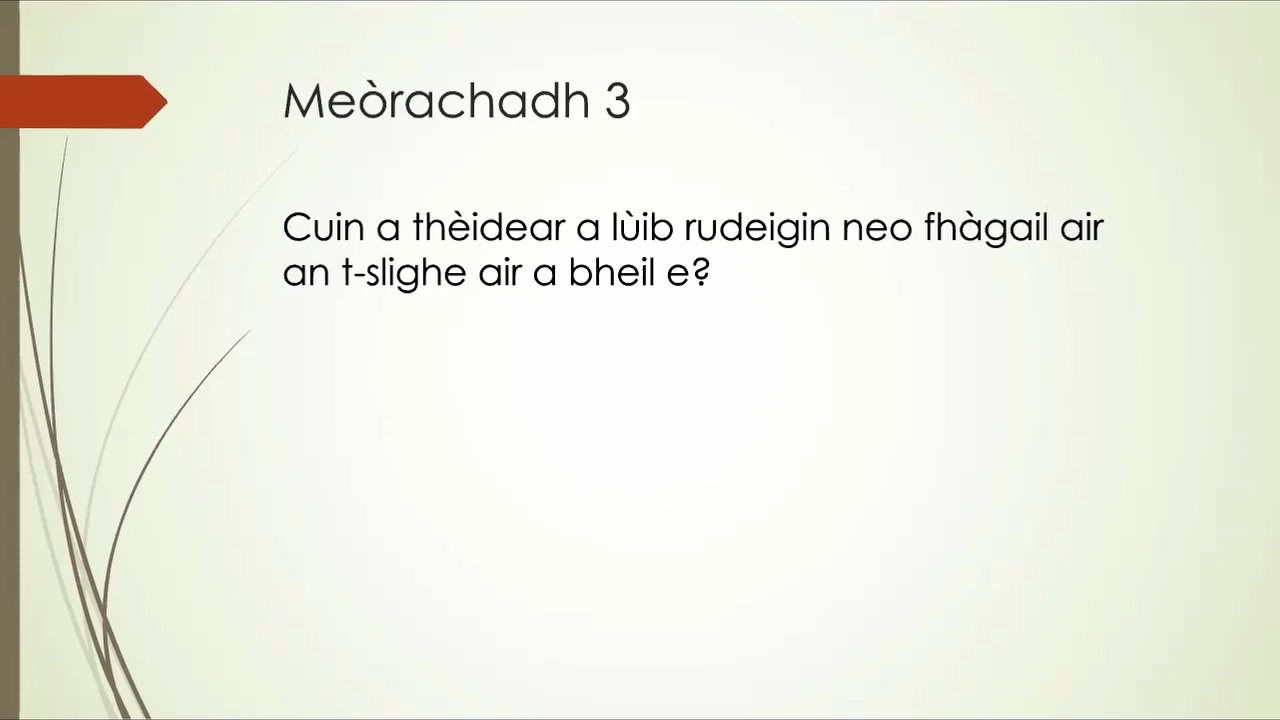 Meòrachadh 3
Cuin a thèidear a lùib rudeigin neo fhàgail air
an t-slighe air a bheil e?